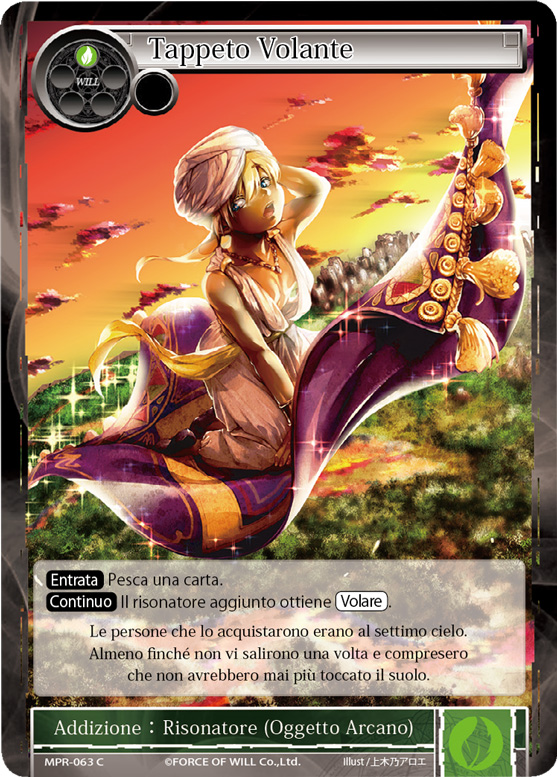 Tappeto Volante
WILL
Entrata Pesca una carta.
Continuo Il risonatore aggiunto ottiene Volare.
Le persone che lo acquistarono erano al settimo cielo.
Almeno finché non vi salirono una volta e compresero
che non avrebbero mai più toccato il suolo.
Addizione : Risonatore (Oggetto Arcano)
MPR-063 C ©FORCE OF WILL Co.,Ltd. Illust /上木乃アロエ